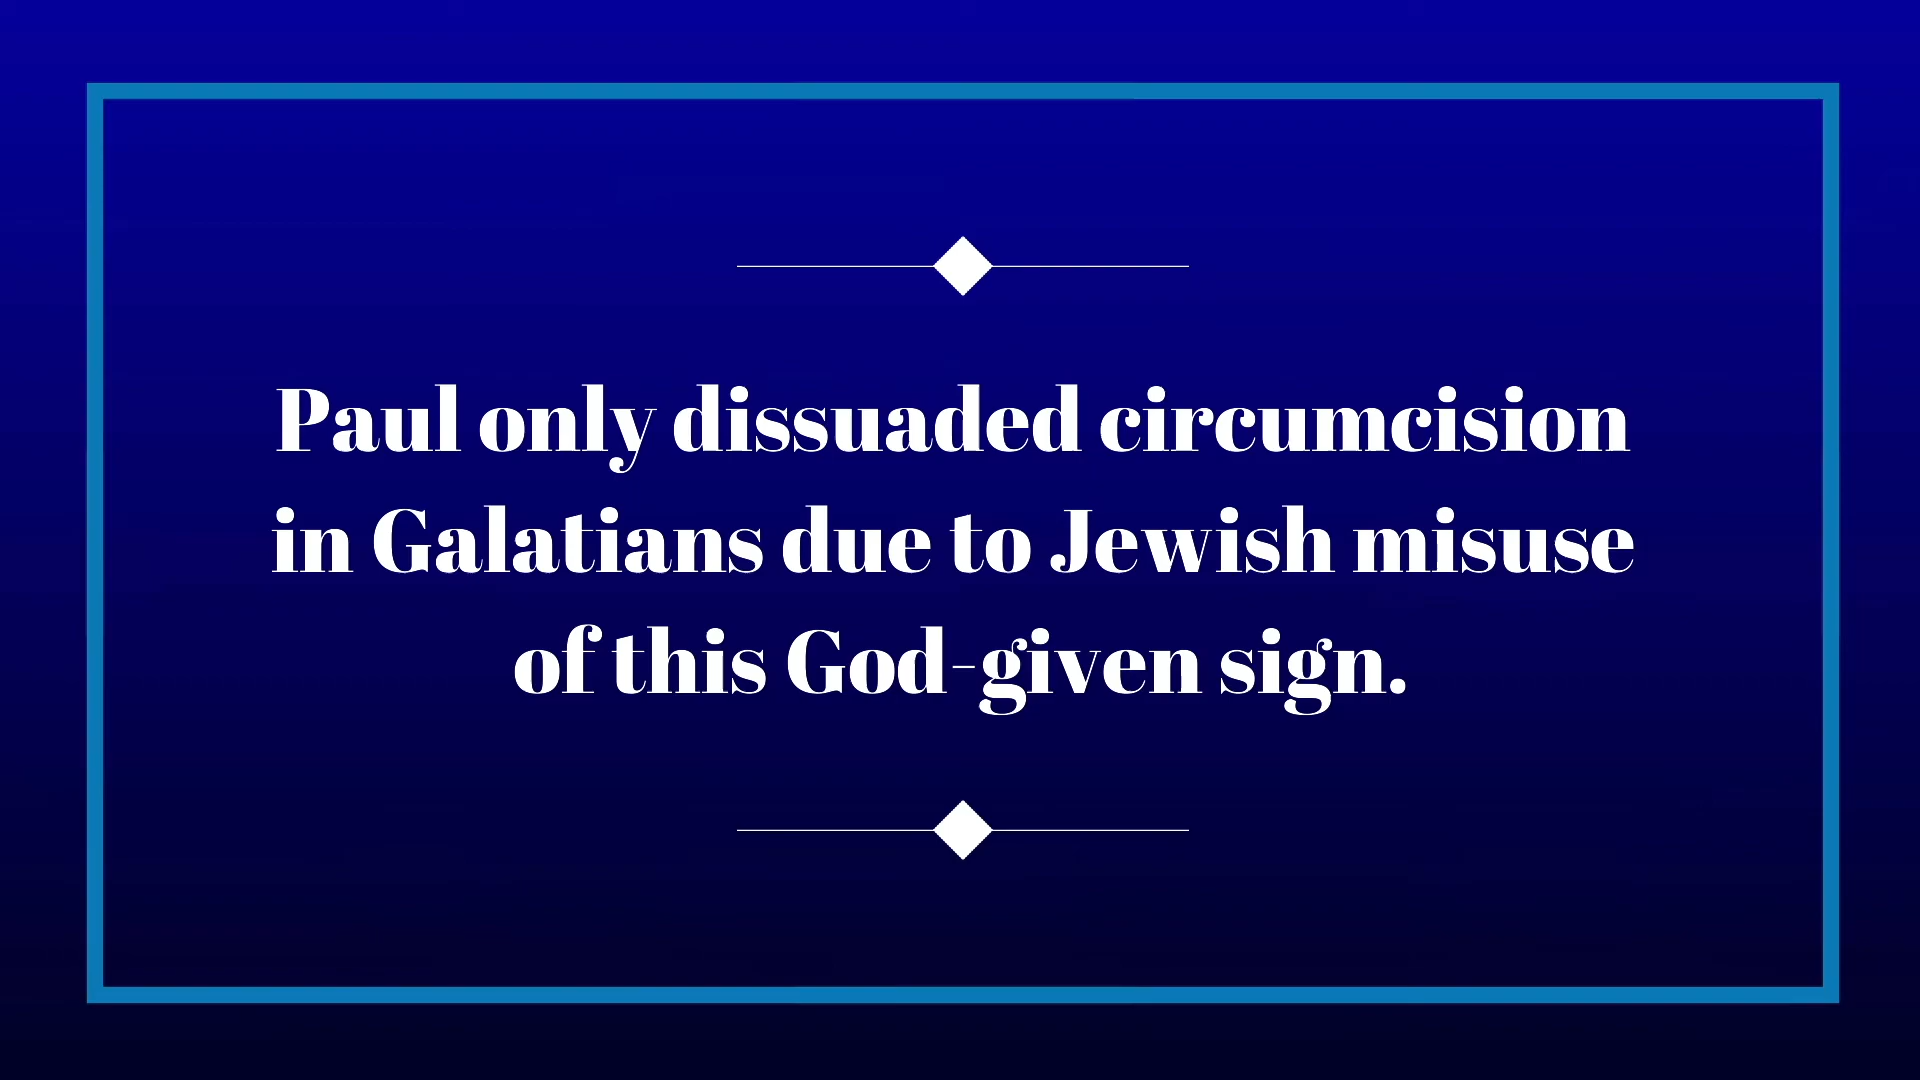 Paul only dissuaded circumcision
in Galatians due to Jewish misuse
of this God-given sign.